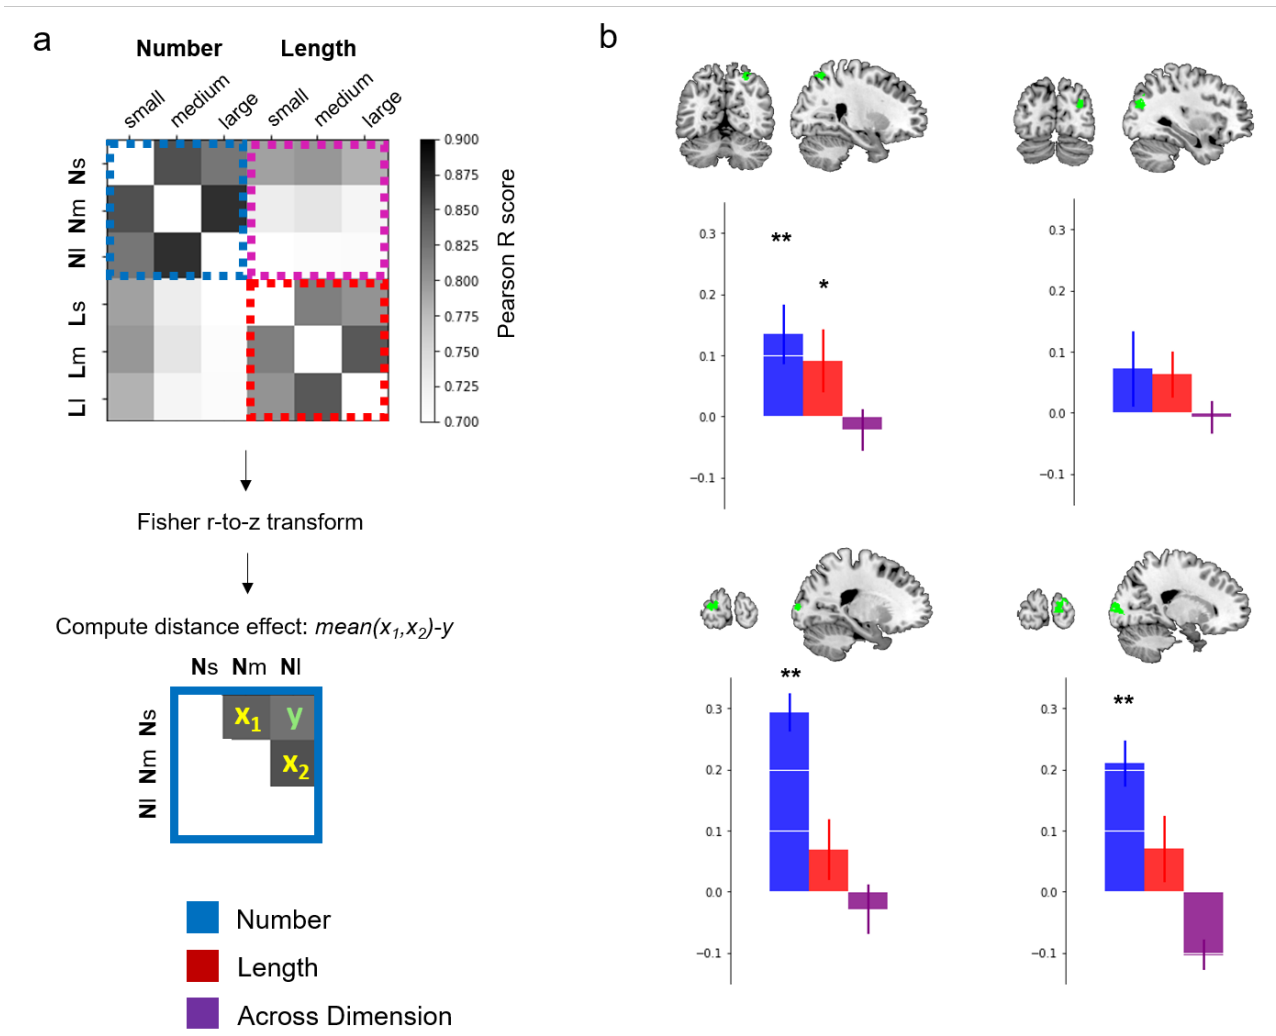 a
Number Length
small medium large small medium large
Ns
Nm
Nl
Ls
Lm
Ll
0.900
0.875
0.850
0.825
0.800
0.775
0.750
0.725
0.700
Pearson R score
Fisher r-to-z transform
Compute distance effect: mean(x1,x2)-y
Ns Nm Nl
Ns
Nm
Nl
x1 y
x2
Number
Length
Across Dimension
b
0.3
0.2
0.1
0.0
−0.1
**
*
0.3
0.2
0.1
0.0
−0.1
0.3
0.2
0.1
0.0
−0.1
**
0.3
0.2
0.1
0.0
−0.1
**